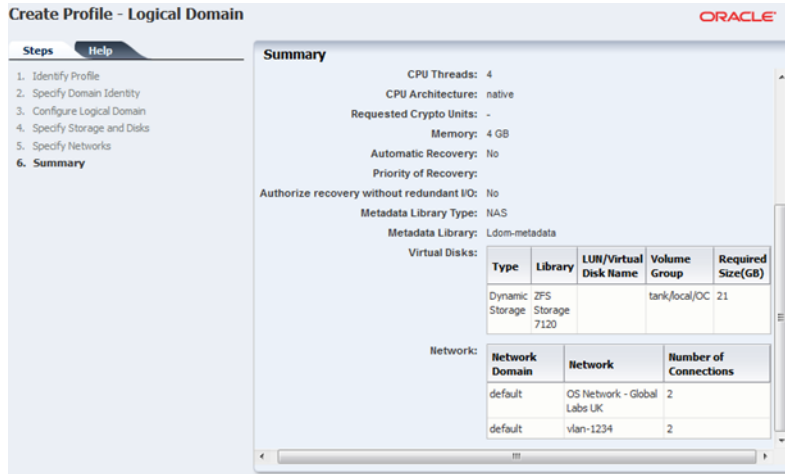 Create Profile - Logical Domain
ORACLE
Steps Help
1. Identify Profile
2. Specify Domain Identity
3. Configure Logical Domain
4. Specify Storage and Disks
5. Specify Networks
6. Summary
Summary
CPU Threads: 4
CPU Architecture: native
Requested Crypto Units: -
Memory: 4 GB
Automatic Recovery: No
Priority of Recovery:
Authorize recovery without redundant I/O: No
Metadata Library Type: NAS
Metadata Library: Ldom-metadata
Virtual Disks:
Type Library LUN/Virtual Disk Name Volume Group Required Size(GB)
Dynamic Storage ZFS Storage 7120 tank/local/OC 21
Network:
Network Domain Network Number of Connections
default OS Network - Global Labs UK 2
default vlan-1234 2